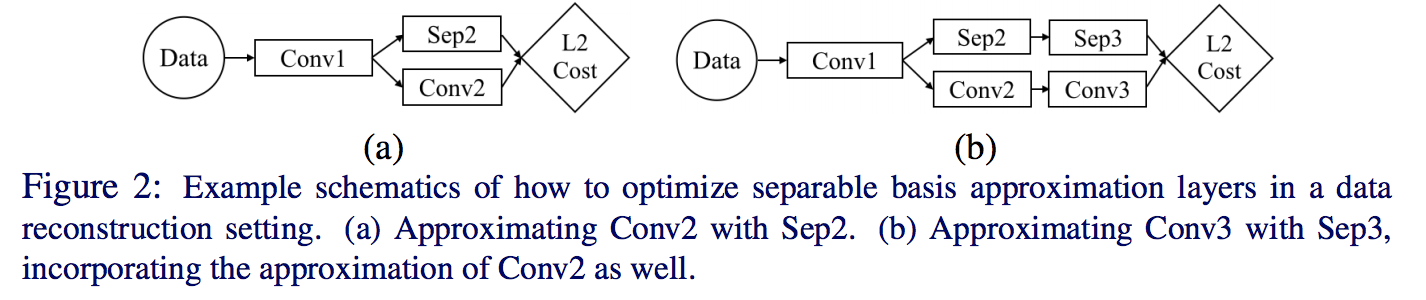 Data
Conv1
Sep2
Conv2
L2
Cost
(a)
Data
Conv1
Sep2
Sep3
Conv2
Conv3
L2
Cost
(b)
Figure 2: Example schematics of how to optimize separable basis approximation layers in a data
reconstruction setting. (a) Approximating Conv2 with Sep2. (b) Approximating Conv3 with Sep3,
incorporating the approximation of Conv2 as well.